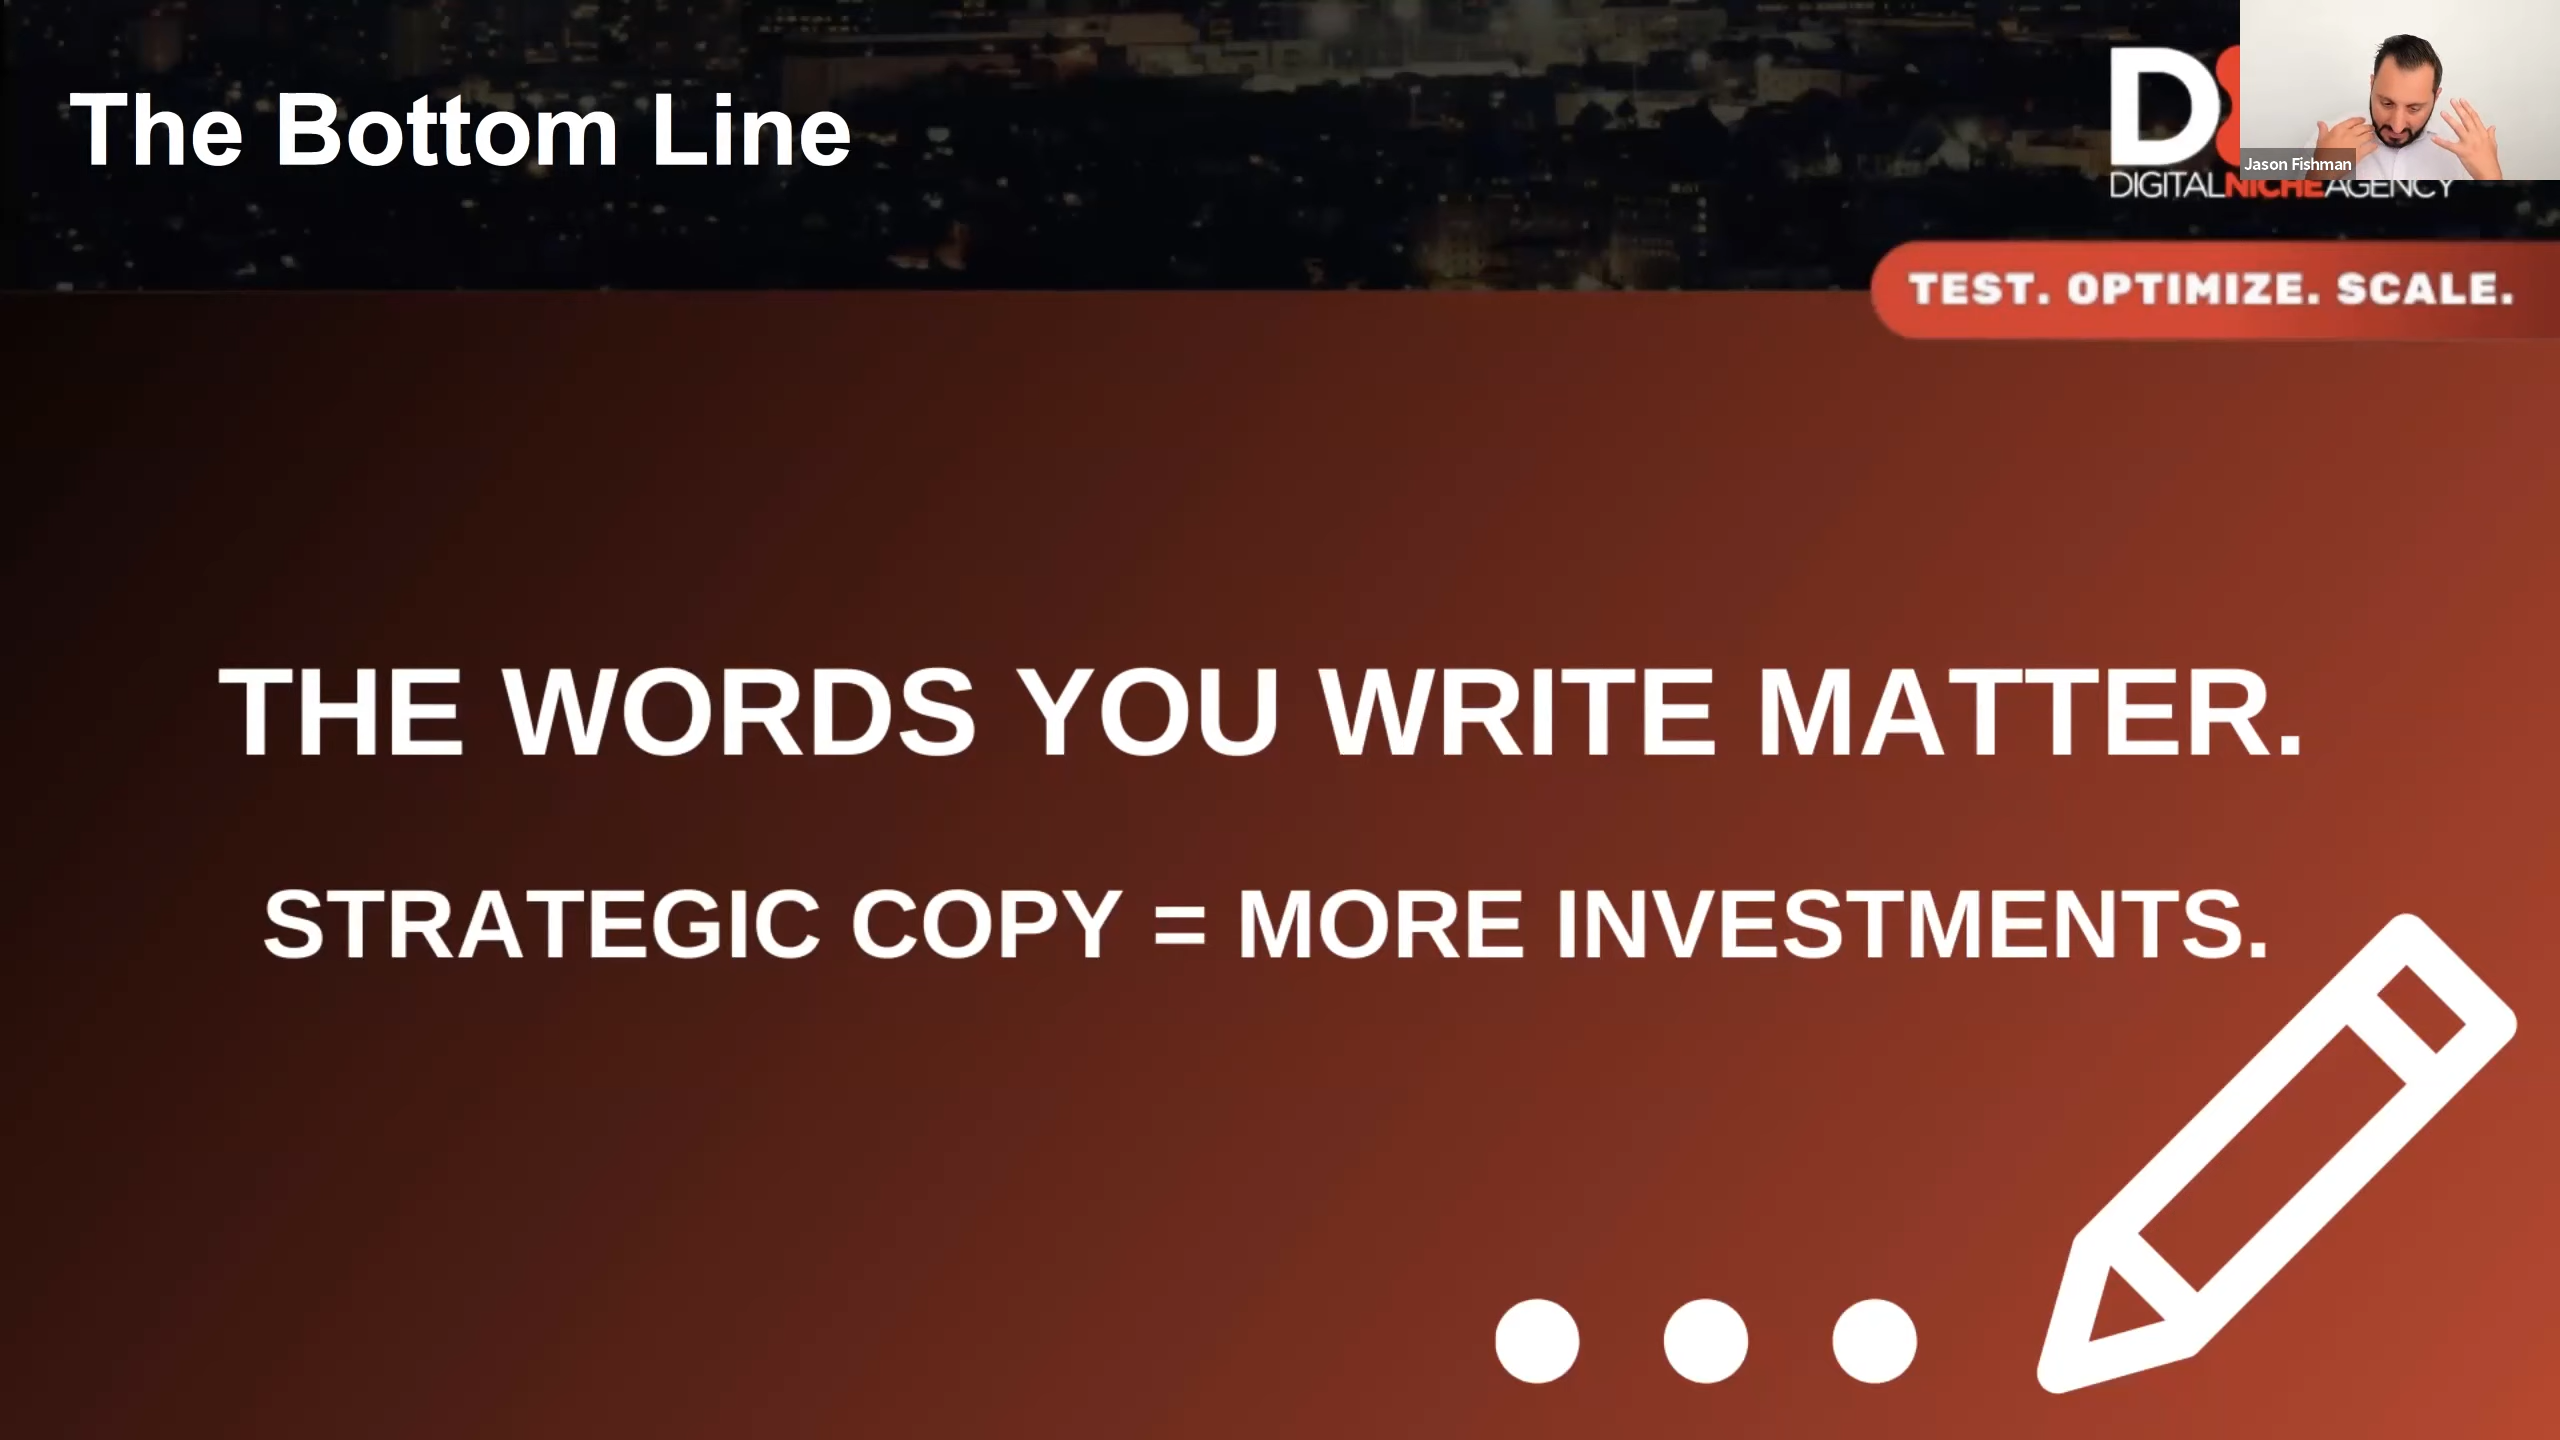 The Bottom Line
D
Jason Fishman
DIGITALNICHEAGENCY
TEST. OPTIMIZE. SCALE.
THE WORDS YOU WRITE MATTER.
STRATEGIC COPY = MORE INVESTMENTS.